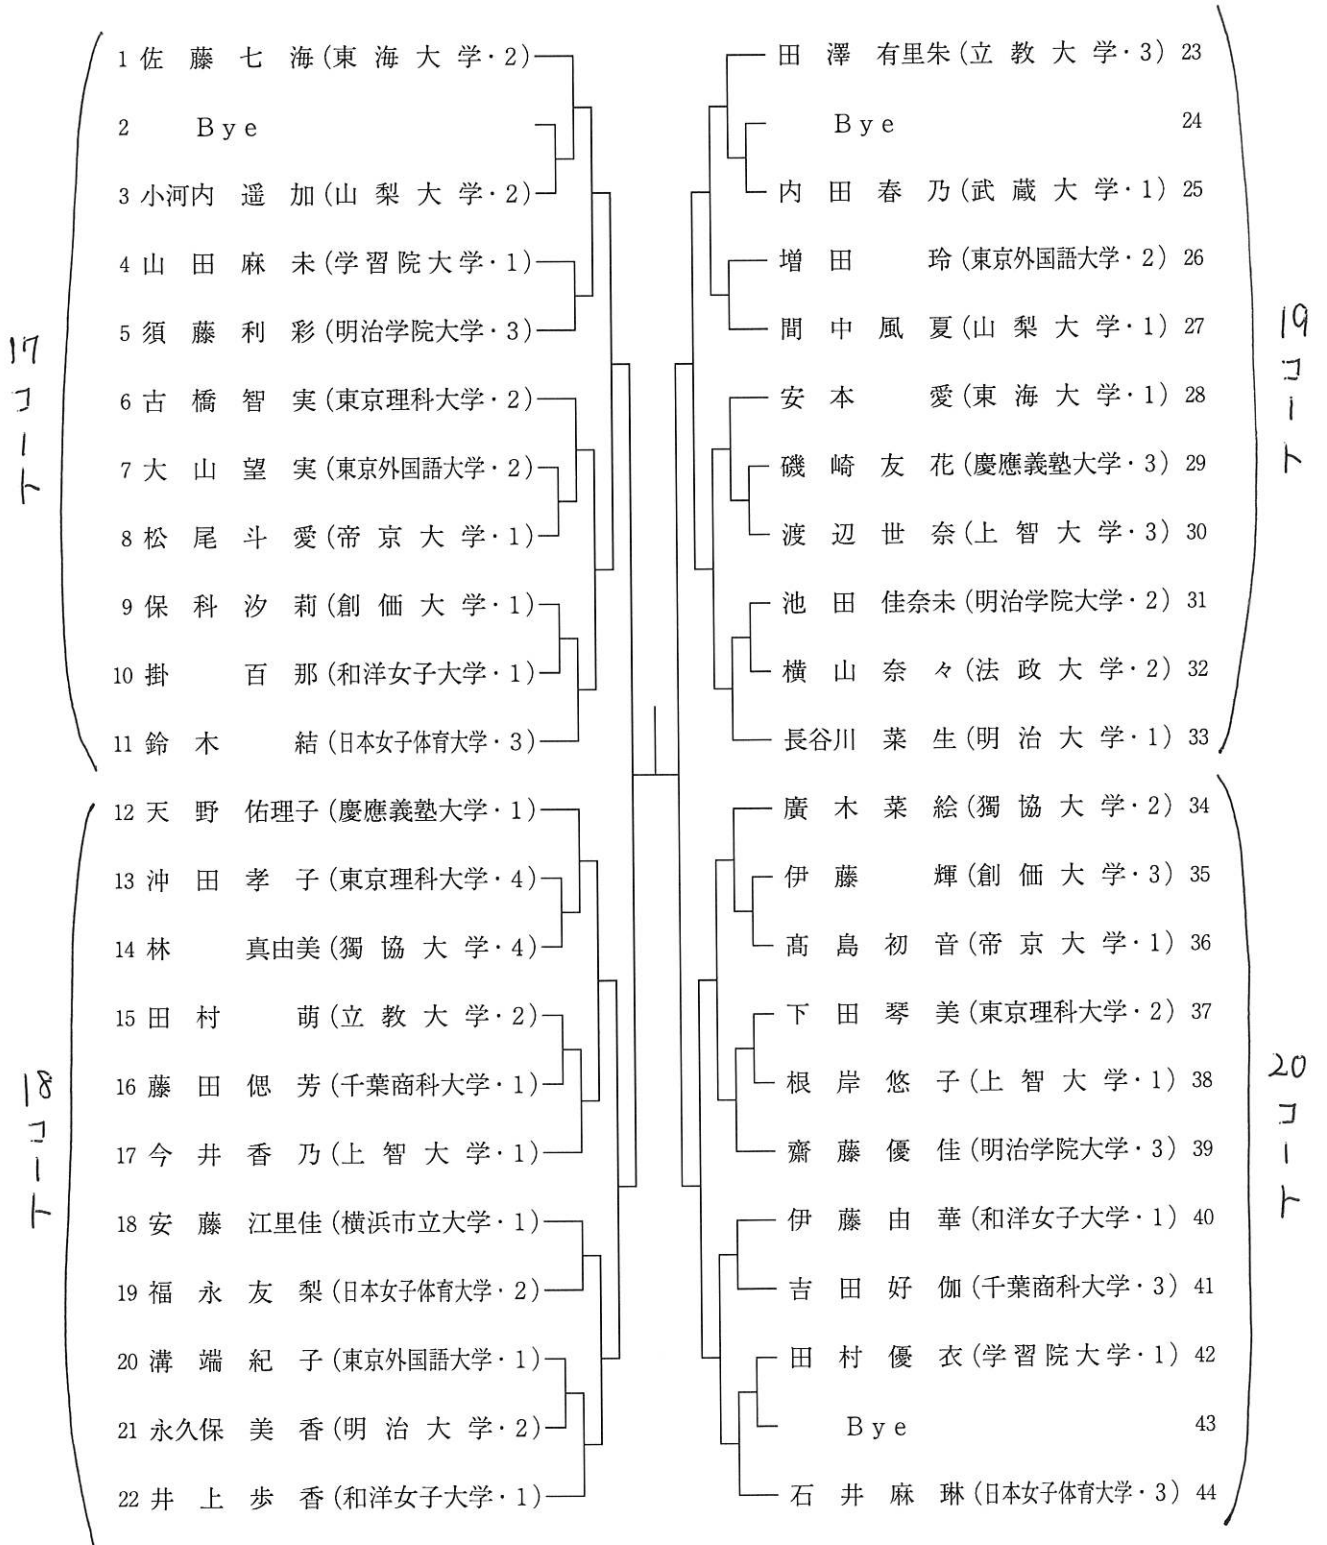 17コート
1 佐藤七海(東海大学・2)
2 Bye
3 小河内遥加(山梨大学・2)
4 山田麻未(学習院大学・1)
5 須藤利彩(明治学院大学・3)
6 古橋智実(東京理科大学・2)
7 大山望実(東京外国語大学・2)
8 松尾斗愛(帝京大学・1)
9 保科汐莉(創価大学・1)
10 掛百那(和洋女子大学・1)
11 鈴木結(日本女子体育大学・3)
18コート
12 天野佑理子(慶應義塾大学・1)
13 沖田孝子(東京理科大学・4)
14 林真由美(獨協大学・4)
15 田村萌(立教大学・2)
16 藤田偲芳(千葉商科大学・1)
17 今井香乃(上智大学・1)
18 安藤江里佳(横浜市立大学・1)
19 福永友梨(日本女子体育大学・2)
20 溝端紀子(東京外国語大学・1)
21 永久保美香(明治大学・2)
22 井上歩香(和洋女子大学・1)
19コート
田澤有里朱(立教大学・3) 23
Bye 24
内田春乃(武蔵大学・1) 25
増田玲(東京外国語大学・2) 26
間中風夏(山梨大学・1) 27
安本愛(東海大学・1) 28
磯崎友花(慶應義塾大学・3) 29
渡辺世奈(上智大学・3) 30
池田佳奈未(明治学院大学・2) 31
横山奈々(法政大学・2) 32
長谷川菜生(明治大学・1) 33
20コート
廣木菜絵(獨協大学・2) 34
伊藤輝(創価大学・3) 35
髙島初音(帝京大学・1) 36
下田琴美(東京理科大学・2) 37
根岸悠子(上智大学・1) 38
齋藤優佳(明治学院大学・3) 39
伊藤由華(和洋女子大学・1) 40
吉田好伽(千葉商科大学・3) 41
田村優衣(学習院大学・1) 42
Bye 43
石井麻琳(日本女子体育大学・3) 44